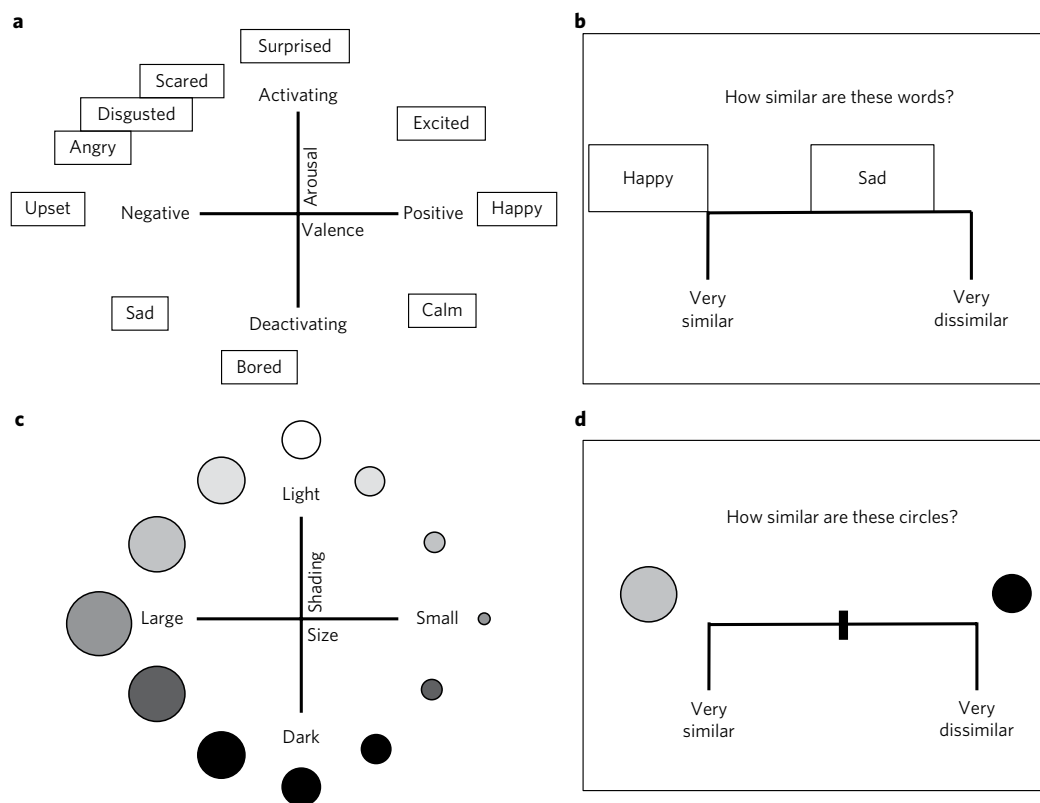 a
Surprised
Scared
Activating
Disgusted
Excited
Angry
Arousal
Upset
Negative
Positive
Happy
Valence
Sad
Calm
Deactivating
Bored
b
How similar are these words?
Happy
Sad
Very
similar
Very
dissimilar
c
Light
Shading
Large
Small
Size
Dark
d
How similar are these circles?
Very
similar
Very
dissimilar